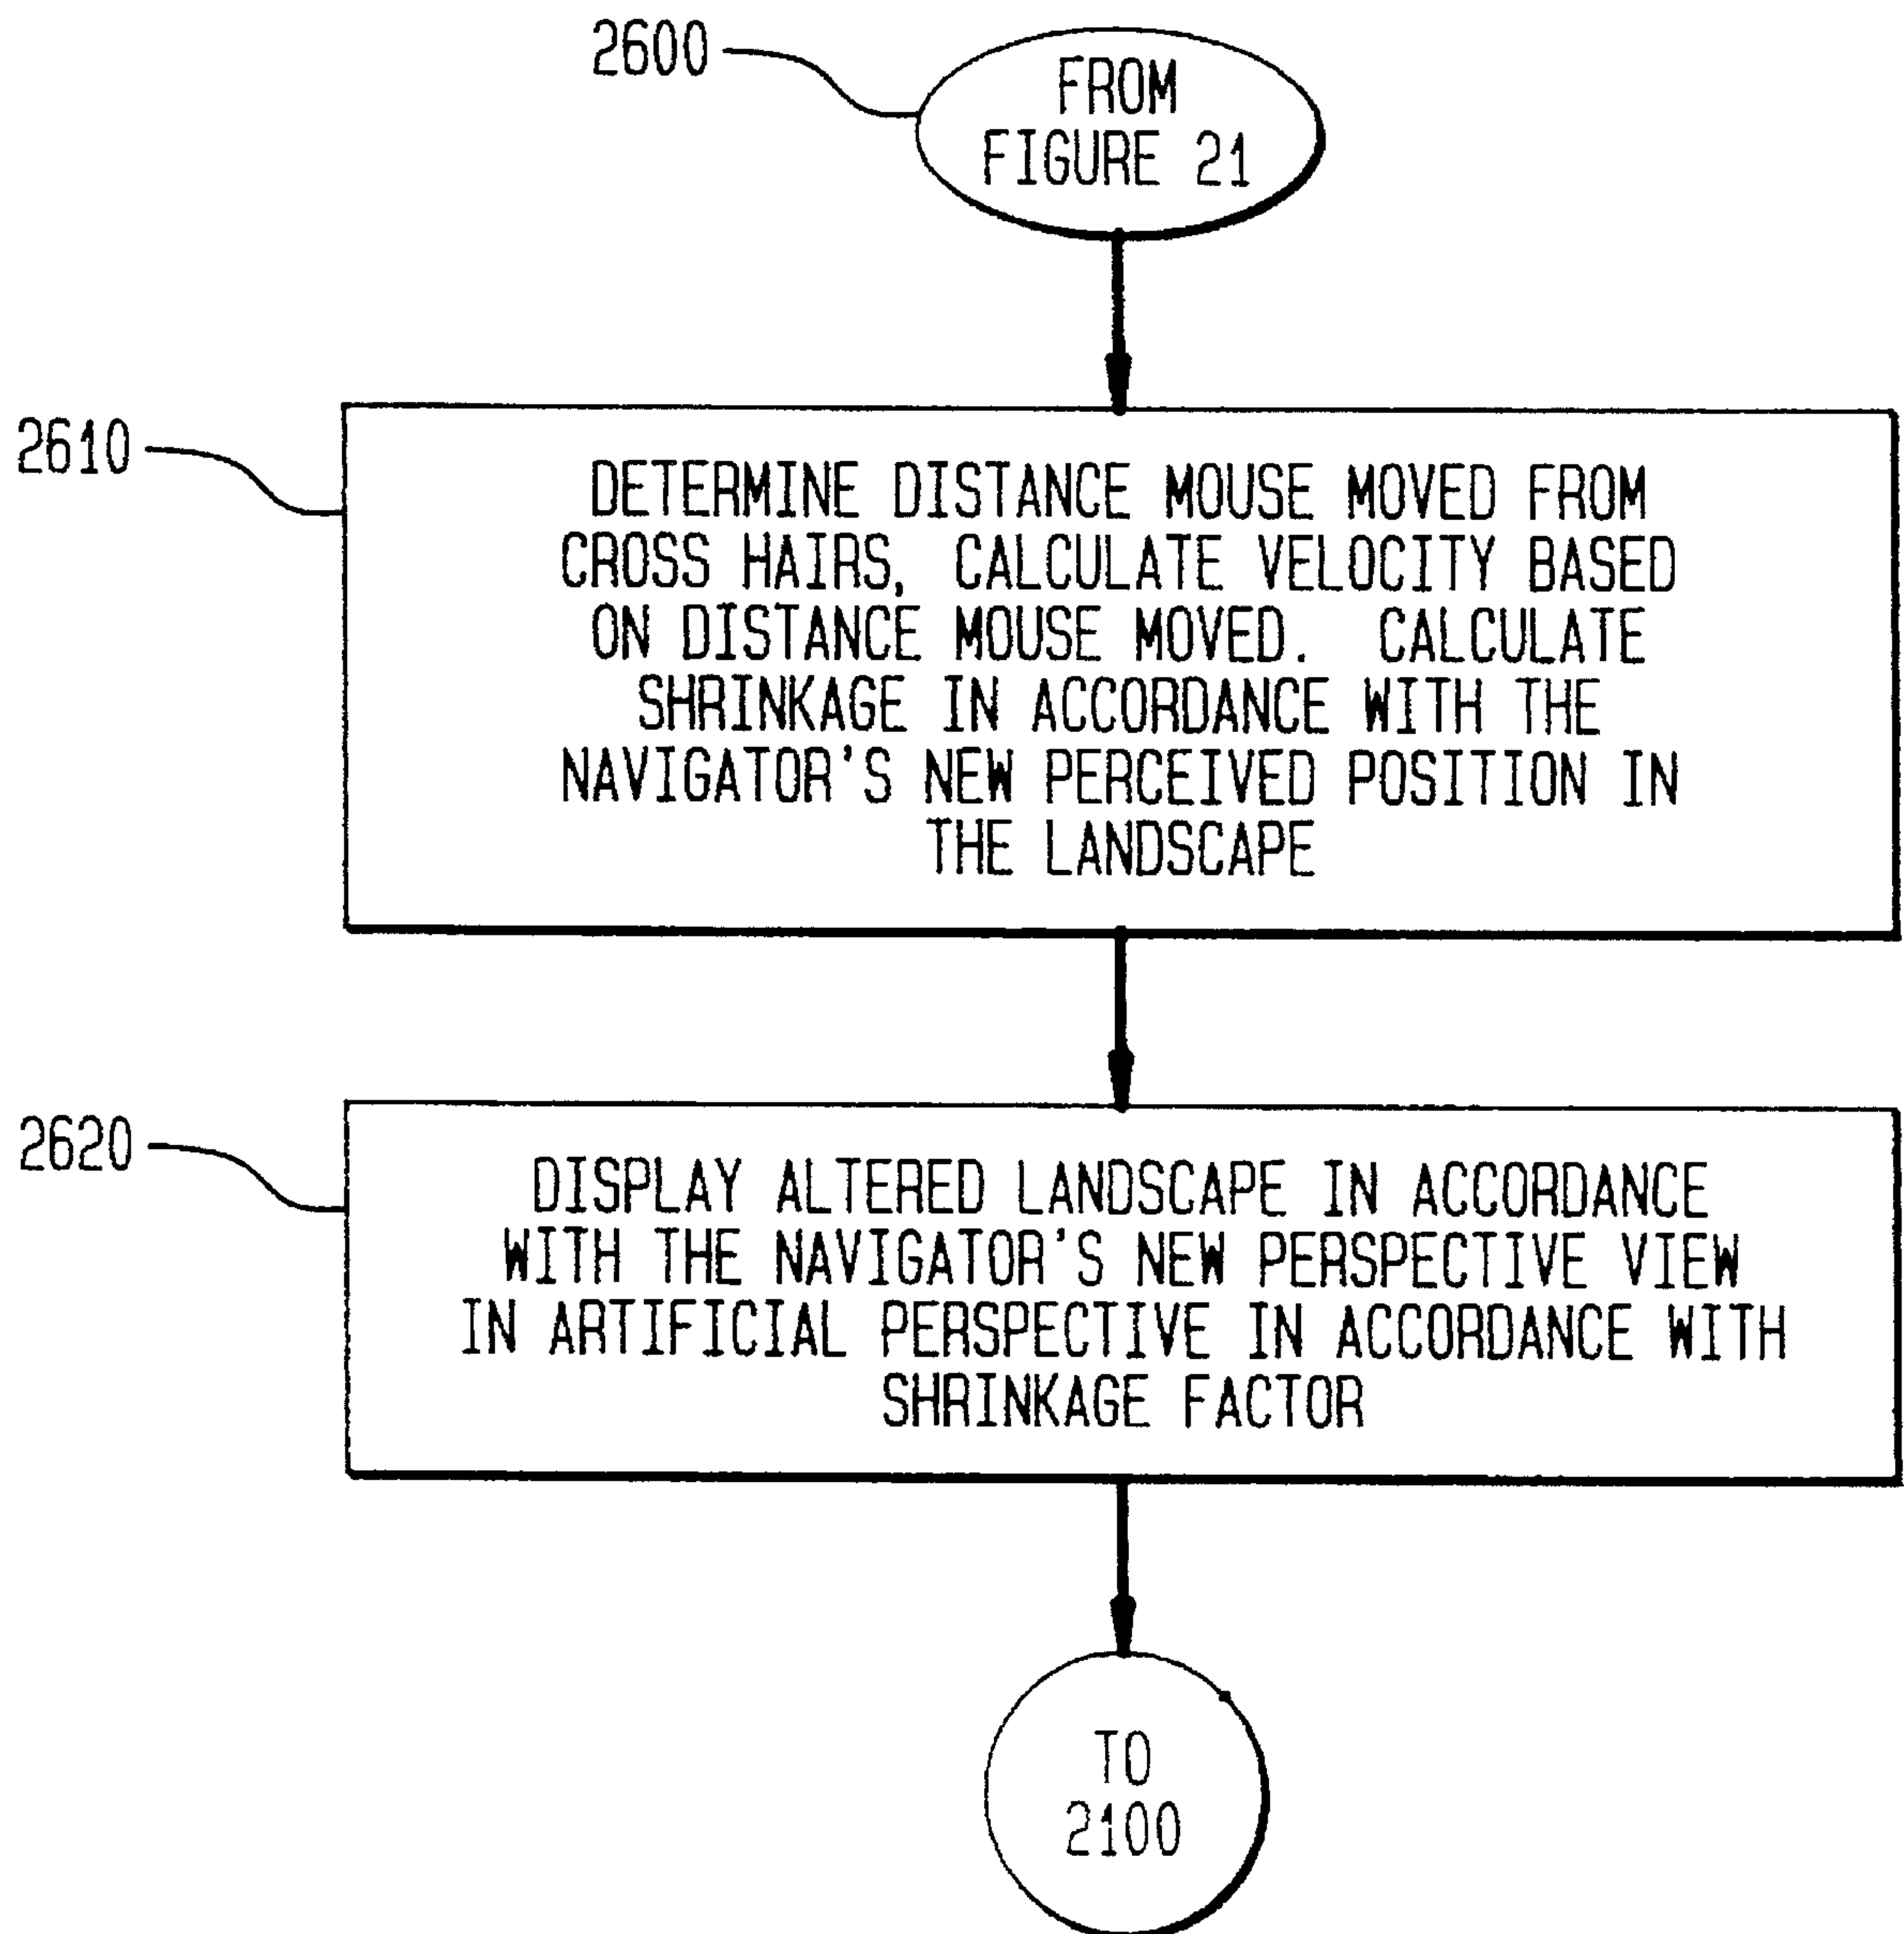 2600
FROM
FIGURE 21
2610
DETERMINE DISTANCE MOUSE MOVED FROM
CROSS HAIRS, CALCULATE VELOCITY BASED
ON DISTANCE MOUSE MOVED. CALCULATE
SHRINKAGE IN ACCORDANCE WITH THE
NAVIGATOR'S NEW PERCEIVED POSITION IN
THE LANDSCAPE
2620
DISPLAY ALTERED LANDSCAPE IN ACCORDANCE
WITH THE NAVIGATOR'S NEW PERSPECTIVE VIEW
IN ARTIFICIAL PERSPECTIVE IN ACCORDANCE WITH
SHRINKAGE FACTOR
TO
2100